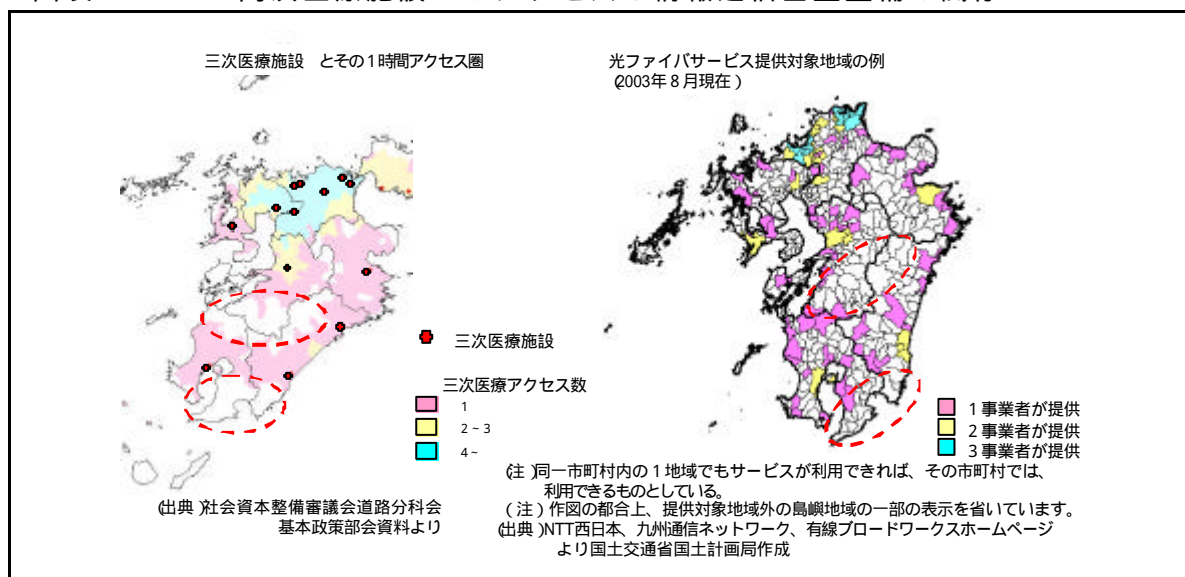 三次医療施設　とその１時間アクセス圏
三次医療施設
三次医療アクセス数
1
2～3
4～
(出典)社会資本整備審議会道路分科会
基本政策部会資料より
光ファイバサービス提供対象地域の例
(2003年８月現在)
１事業者が提供
２事業者が提供
３事業者が提供
(注)同一市町村内の１地域でもサービスが利用できれば、その市町村では、
利用できるものとしている。
（注）作図の都合上、提供対象地域外の島嶼地域の一部の表示を省いています。
(出典)NTT西日本、九州通信ネットワーク、有線ブロードワークスホームページ
より国土交通省国土計画局作成